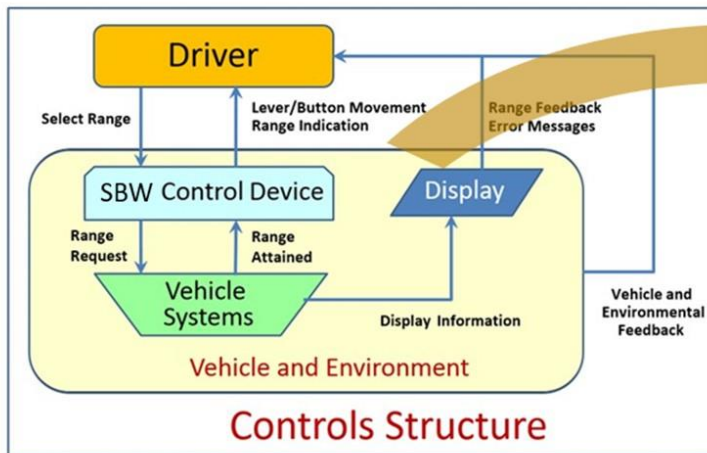 Driver
Select Range
Lever/Button Movement
Range Indication
Range Feedback
Error Messages
SBW Control Device
Display
Range
Request
Range
Attained
Vehicle
Systems
Display Information
Vehicle and
Environmental
Feedback
Vehicle and Environment
Controls Structure